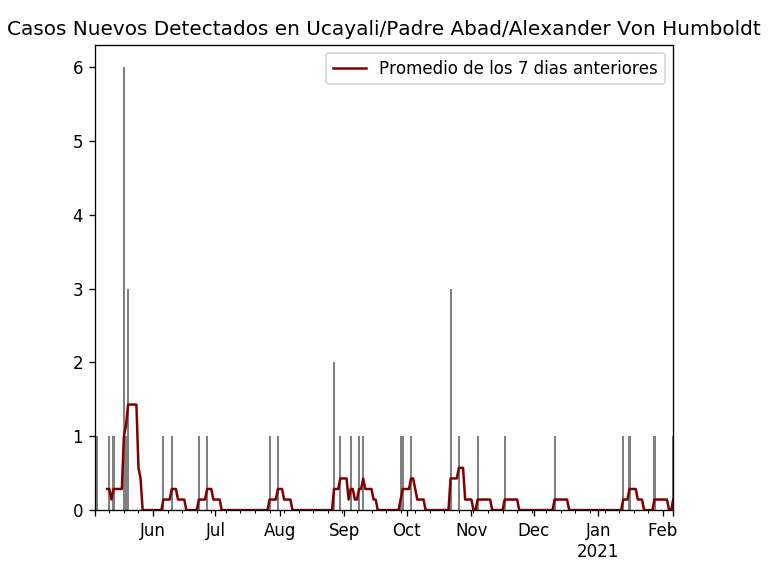 Casos Nuevos Detectados en Ucayali/Padre Abad/Alexander Von Humboldt
Promedio de los 7 dias anteriores
6
5
4
3
2
1
0
Jun Jul Aug Sep Oct Nov Dec Jan Feb
2021